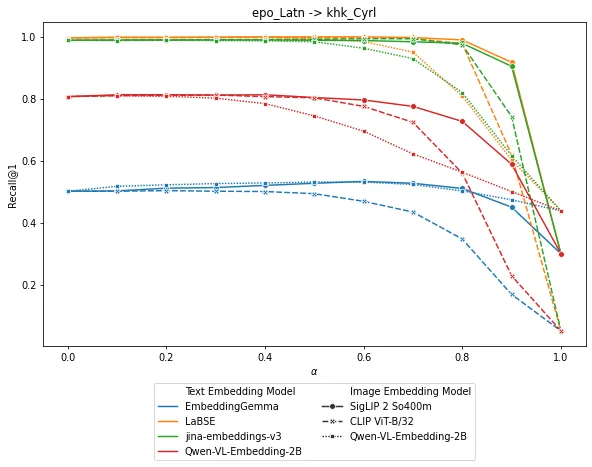 epo_Latn -> khk_Cyrl
Recall@1
1.0
0.8
0.6
0.4
0.2
0.0 0.2 0.4 0.6 0.8 1.0
α
Text Embedding Model Image Embedding Model
EmbeddingGemma SigLIP 2 So400m
LaBSE CLIP ViT-B/32
jina-embeddings-v3 Qwen-VL-Embedding-2B
Qwen-VL-Embedding-2B